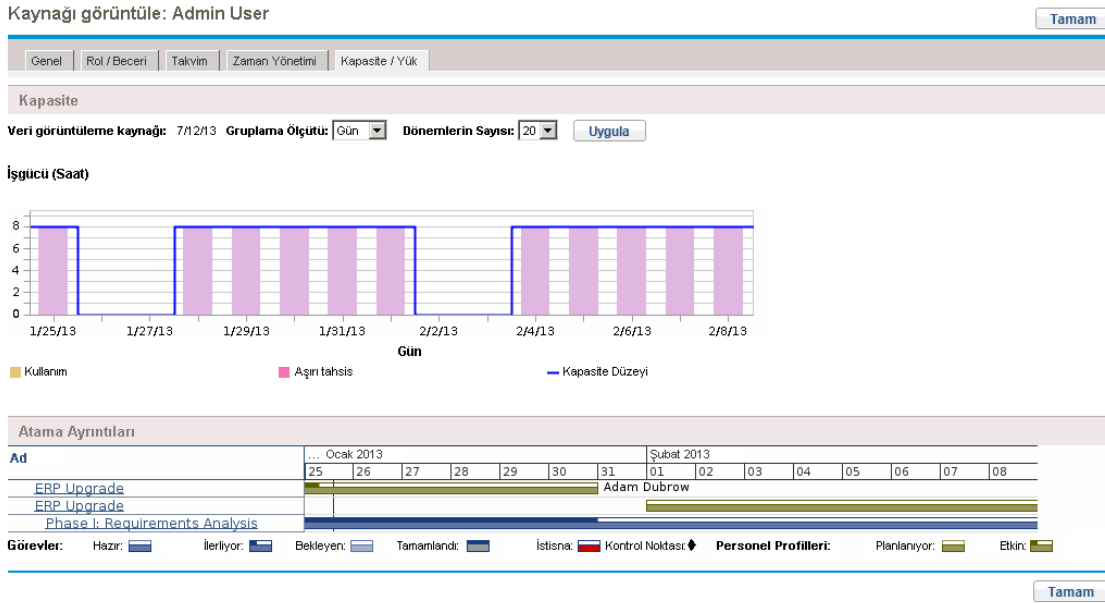 Kaynağı görüntüle: Admin User
Tamam
Genel Rol / Beceri Takvim Zaman Yönetimi Kapasite / Yük
Kapasite
Veri görüntüleme kaynağı: 7/12/13 Gruplama Ölçütü: Gün Dönemlerin Sayısı: 20 Uygula
İşgücü (Saat)
8
6
4
2
0
1/25/13 1/27/13 1/29/13 1/31/13 2/2/13 2/4/13 2/6/13 2/8/13
Gün
Kullanım Aşırı tahsis Kapasite Düzeyi
Atama Ayrıntıları
Ad ... Ocak 2013 Şubat 2013
25 26 27 28 29 30 31 01 02 03 04 05 06 07 08
ERP Upgrade Adam Dubrow
ERP Upgrade
Phase I: Requirements Analysis
Görevler: Hazır: İlerliyor: Bekleyen: Tamamlandı: İstisna: Kontrol Noktası: Personel Profilleri: Planlanıyor: Etkin:
Tamam